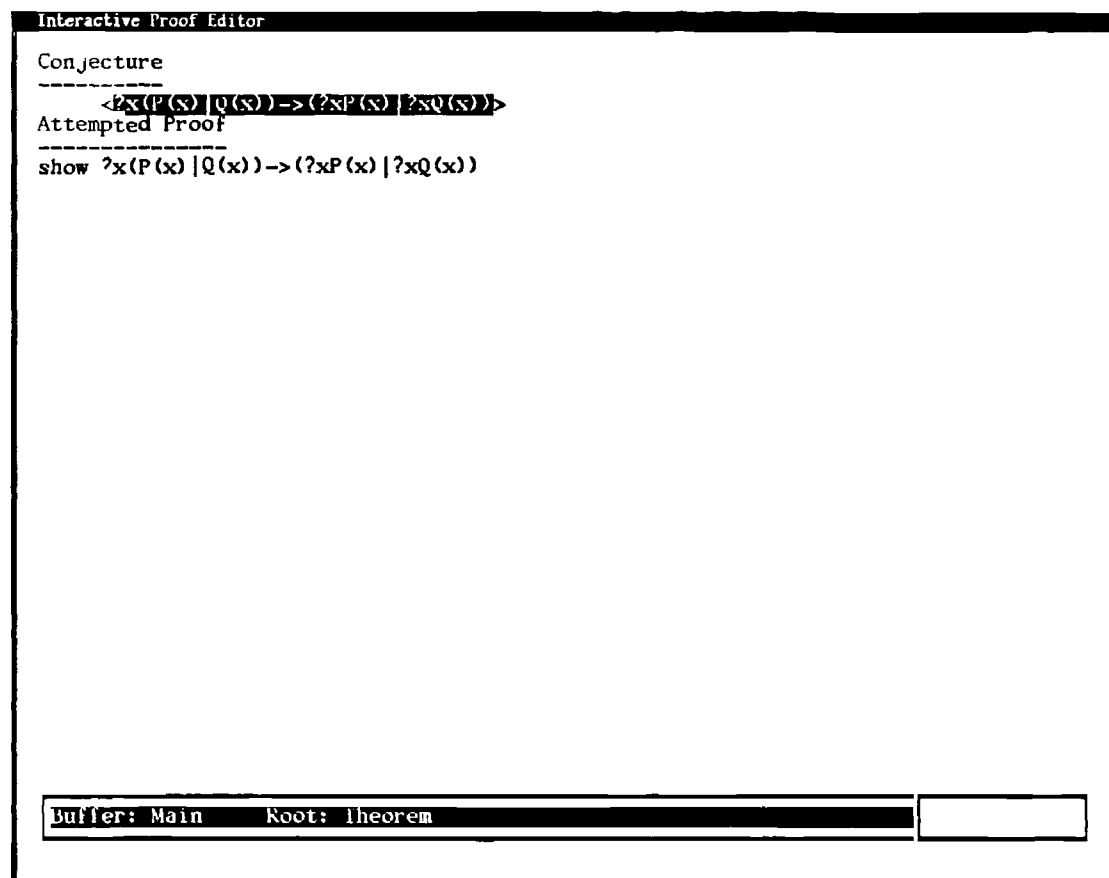 Interactive Proof Editor
Conjecture
----------
<?x(P(x)|Q(x))->(?xP(x)|?xQ(x))>
Attempted Proof
---------------
show ?x(P(x)|Q(x))->(?xP(x)|?xQ(x))
Buffer: Main Root: Theorem